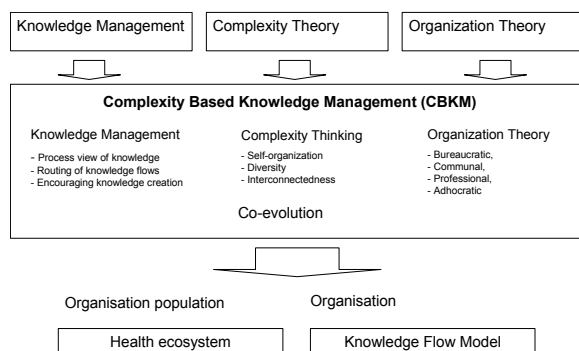 Knowledge Management
Complexity Theory
Organization Theory
Complexity Based Knowledge Management (CBKM)
Knowledge Management
- Process view of knowledge
- Routing of knowledge flows
- Encouraging knowledge creation
Complexity Thinking
- Self-organization
- Diversity
- Interconnectedness
Organization Theory
- Bureaucratic,
- Communal,
- Professional,
- Adhocratic
Co-evolution
Organisation population
Organisation
Health ecosystem
Knowledge Flow Model